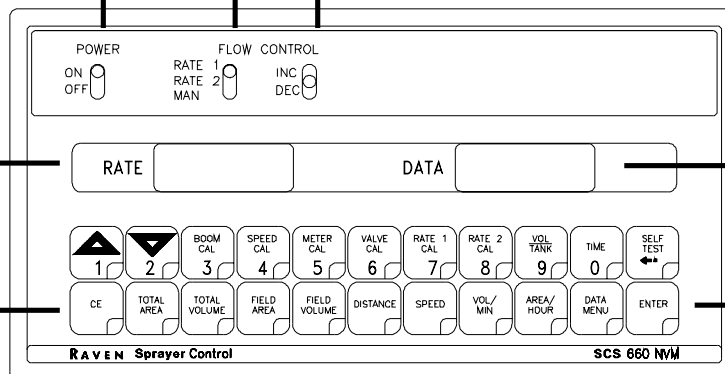 POWER
FLOW CONTROL
ON
OFF
RATE 1
RATE 2
MAN
INC
DEC
RATE
DATA
1
2
BOOM CAL 3
SPEED CAL 4
METER CAL 5
VALVE CAL 6
RATE 1 CAL 7
RATE 2 CAL 8
VOL TANK 9
TIME 0
SELF TEST
CE
TOTAL AREA
TOTAL VOLUME
FIELD AREA
FIELD VOLUME
DISTANCE
SPEED
VOL/ MIN
AREA/ HOUR
DATA MENU
ENTER
RAVEN Sprayer Control
SCS 660 NVM